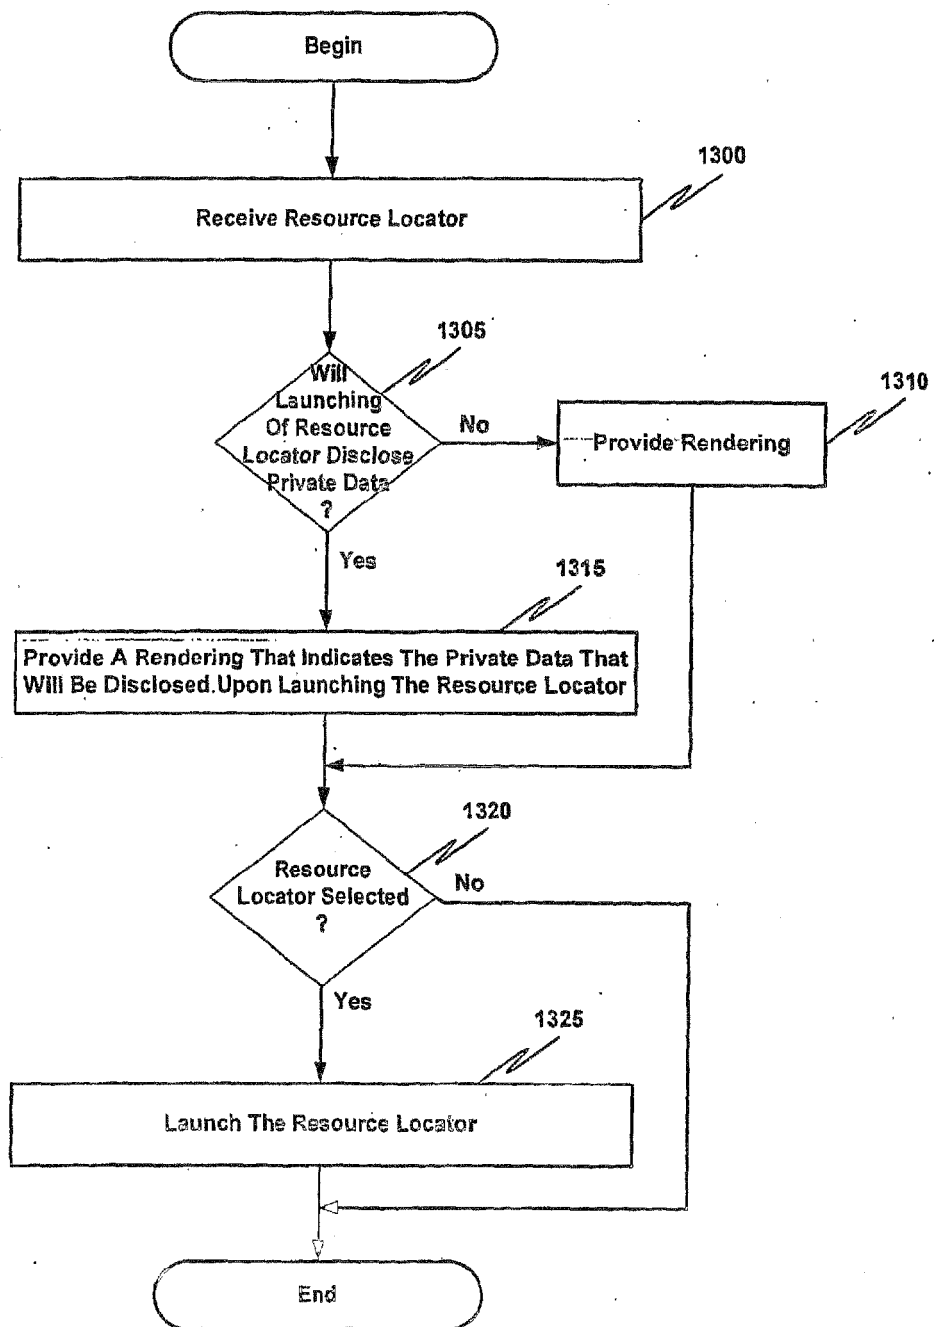 Begin
1300
Receive Resource Locator
1305
Will
Launching
Of Resource
Locator Disclose
Private Data
?
No
1310
Provide Rendering
Yes
1315
Provide A Rendering That Indicates The Private Data That
Will Be Disclosed.Upon Launching The Resource Locator
1320
Resource
Locator Selected
?
No
Yes
1325
Launch The Resource Locator
End